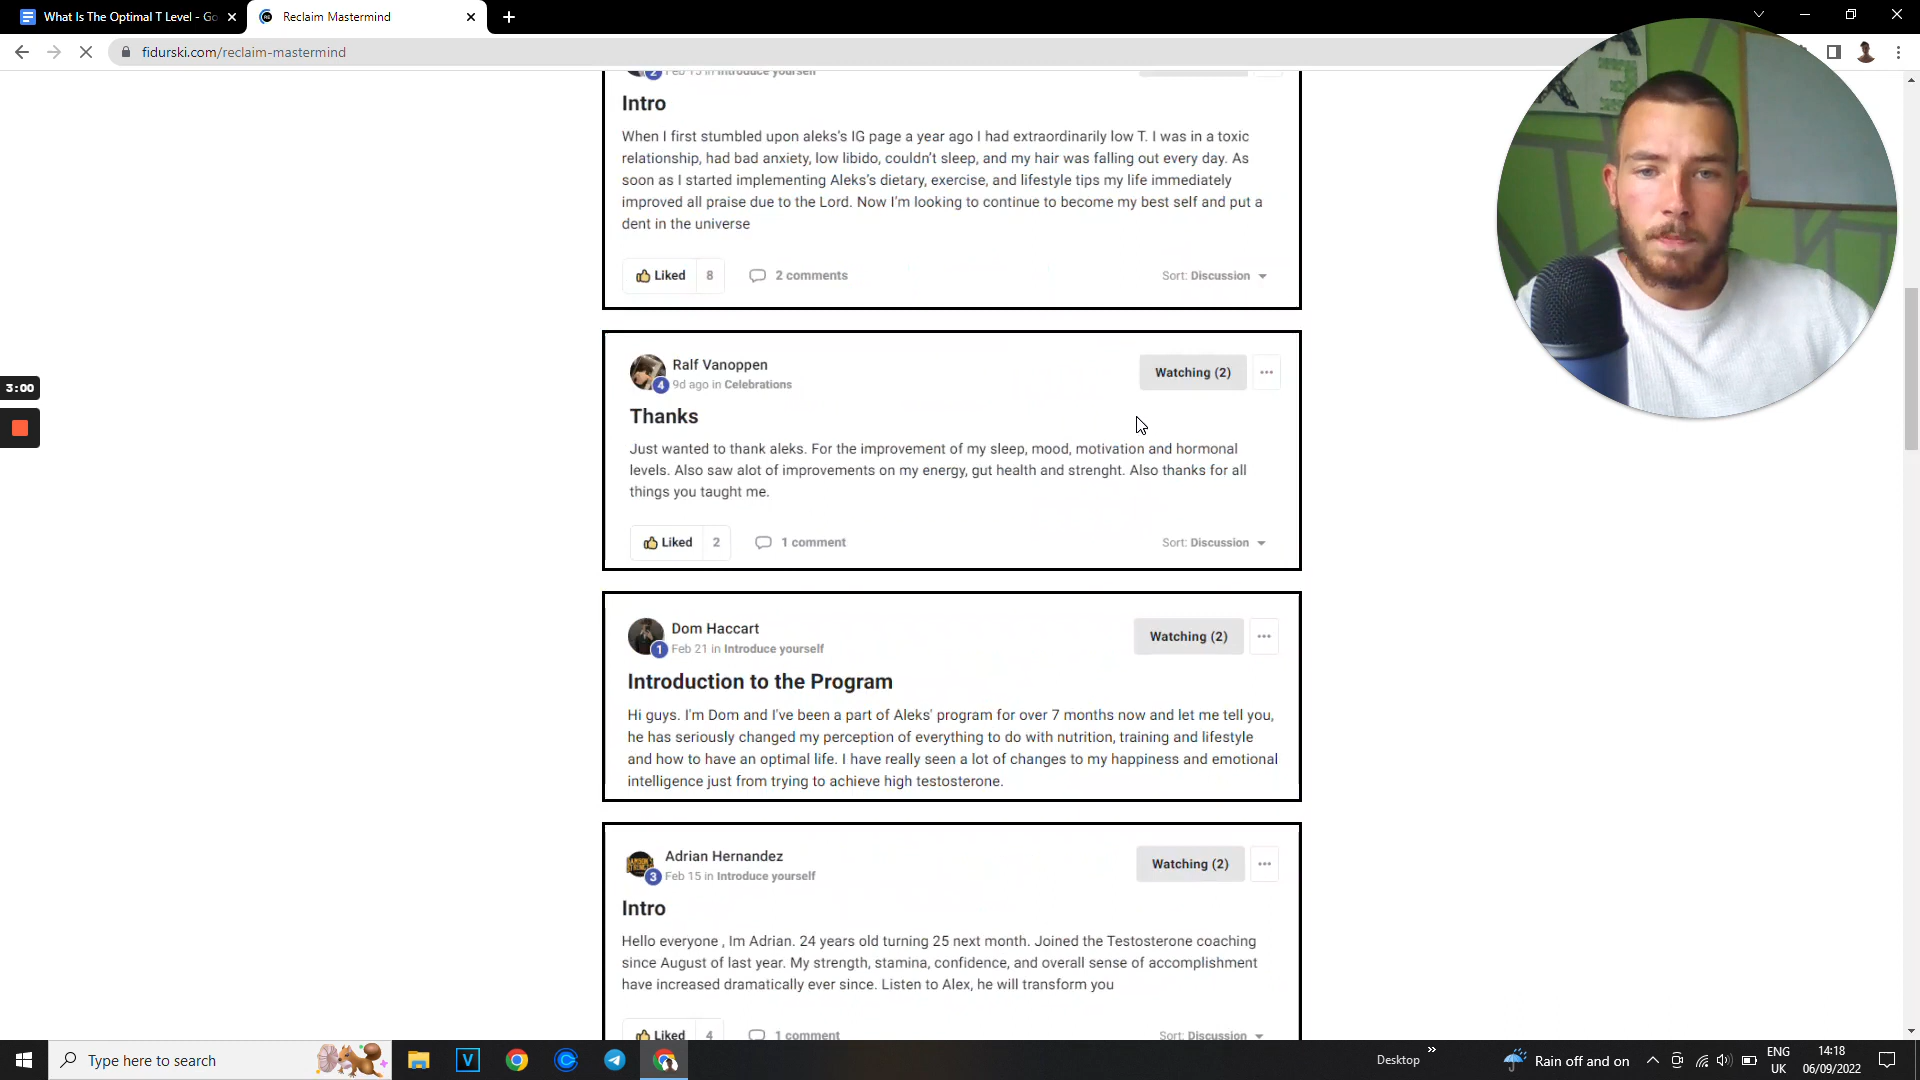 What Is The Optimal T Level - Go
Reclaim Mastermind
fidurski.com/reclaim-mastermind
2 Feb 15 in Introduce yourself
Intro
When I first stumbled upon aleks's IG page a year ago I had extraordinarily low T. I was in a toxic
relationship, had bad anxiety, low libido, couldn't sleep, and my hair was falling out every day. As
soon as I started implementing Aleks's dietary, exercise, and lifestyle tips my life immediately
improved all praise due to the Lord. Now I'm looking to continue to become my best self and put a
dent in the universe
Liked 8 2 comments Sort: Discussion
3:00
Ralf Vanoppen
Watching (2)
4 9d ago in Celebrations
Thanks
Just wanted to thank aleks. For the improvement of my sleep, mood, motivation and hormonal
levels. Also saw alot of improvements on my energy, gut health and strenght. Also thanks for all
things you taught me.
Liked 2 1 comment Sort: Discussion
Dom Haccart
Watching (2)
1 Feb 21 in Introduce yourself
Introduction to the Program
Hi guys. I'm Dom and I've been a part of Aleks' program for over 7 months now and let me tell you,
he has seriously changed my perception of everything to do with nutrition, training and lifestyle
and how to have an optimal life. I have really seen a lot of changes to my happiness and emotional
intelligence just from trying to achieve high testosterone.
Adrian Hernandez
Watching (2)
3 Feb 15 in Introduce yourself
Intro
Hello everyone , Im Adrian. 24 years old turning 25 next month. Joined the Testosterone coaching
since August of last year. My strength, stamina, confidence, and overall sense of accomplishment
have increased dramatically ever since. Listen to Alex, he will transform you
Liked 4 1 comment Sort: Discussion
Type here to search
Desktop
Rain off and on
ENG
UK
14:18
06/09/2022